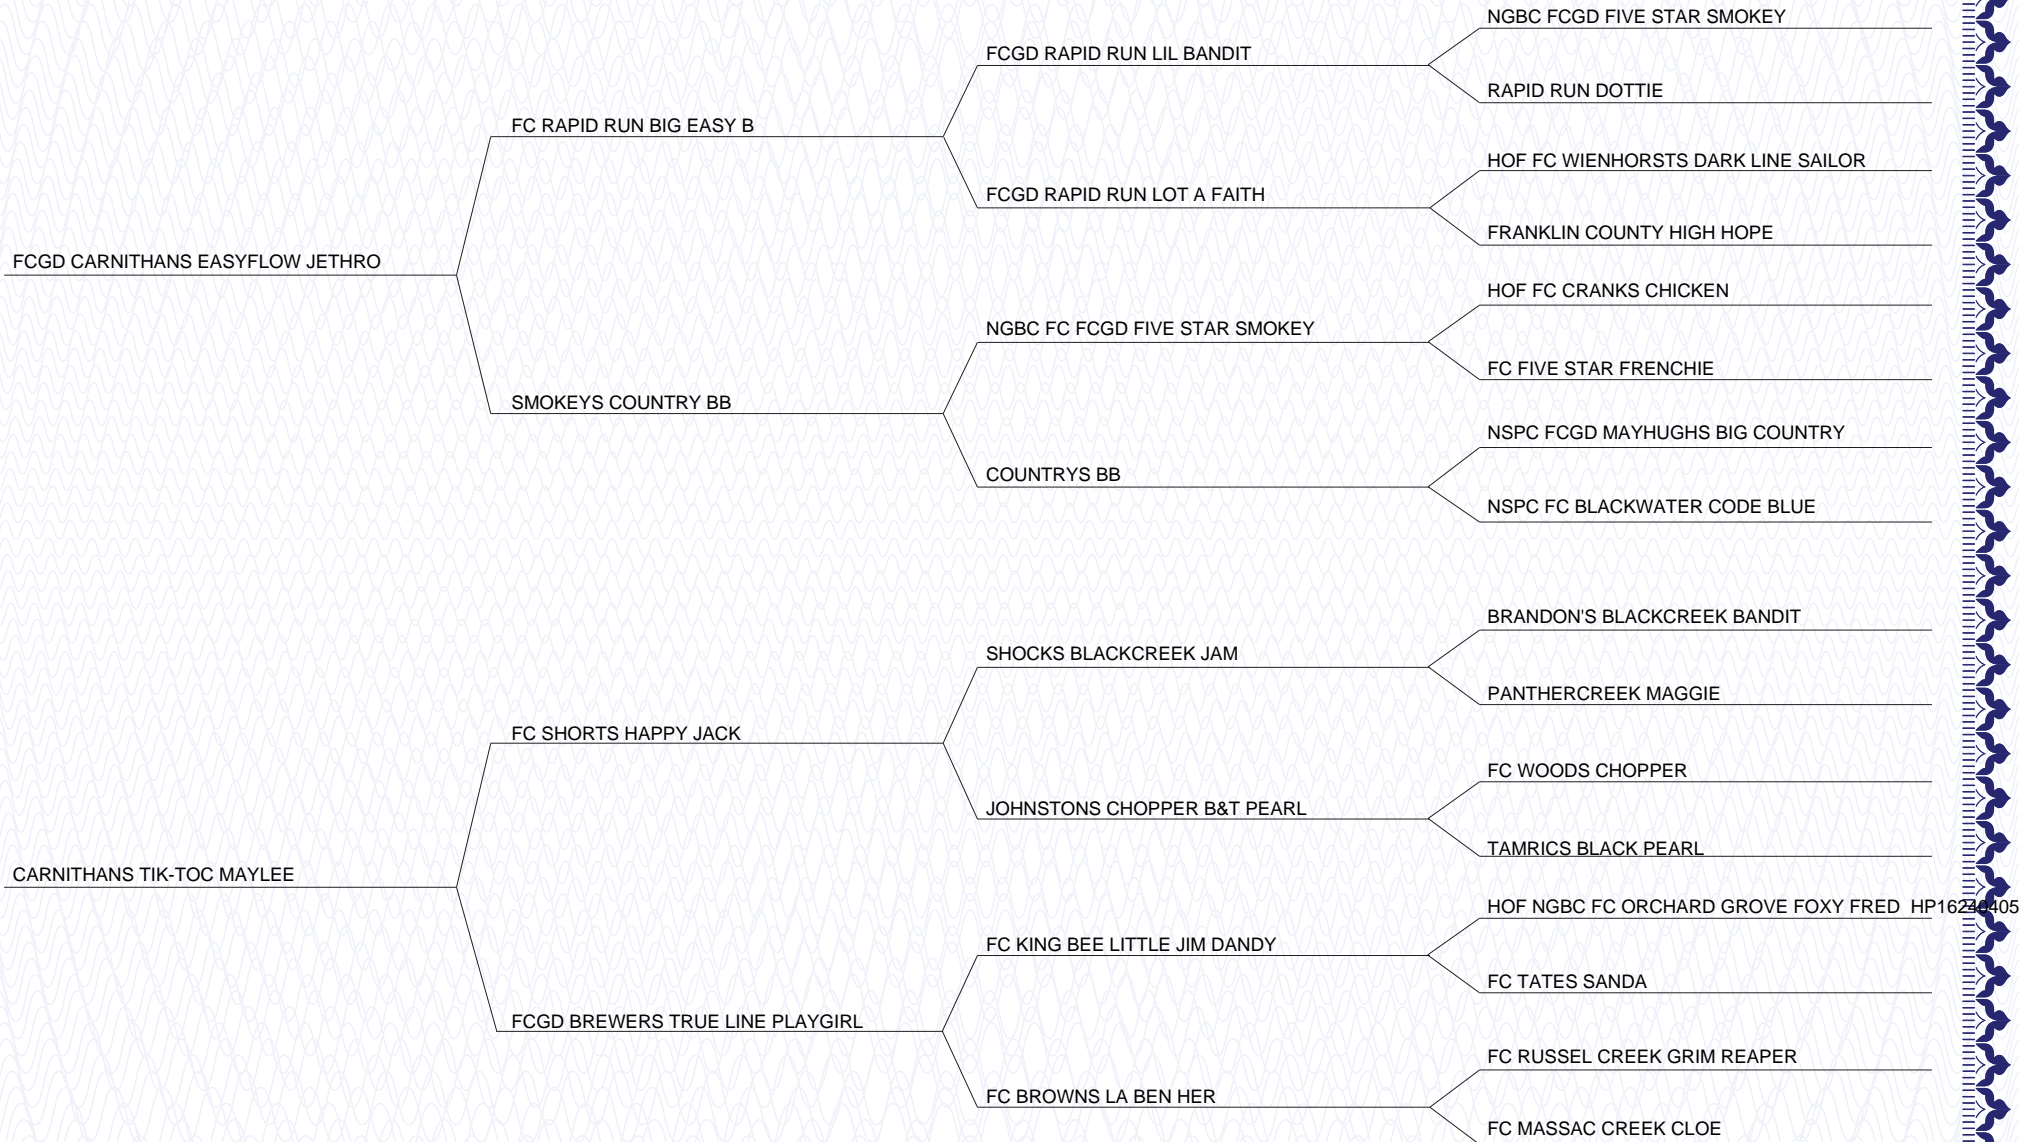 NGBC FCGD FIVE STAR SMOKEY
FCGD RAPID RUN LIL BANDIT
RAPID RUN DOTTIE
FC RAPID RUN BIG EASY B
HOF FC WIENHORSTS DARK LINE SAILOR
FCGD RAPID RUN LOT A FAITH
FRANKLIN COUNTY HIGH HOPE
FCGD CARNITHANS EASYFLOW JETHRO
HOF FC CRANKS CHICKEN
NGBC FC FCGD FIVE STAR SMOKEY
FC FIVE STAR FRENCHIE
SMOKEYS COUNTRY BB
NSPC FCGD MAYHUGHS BIG COUNTRY
COUNTRYS BB
NSPC FC BLACKWATER CODE BLUE
BRANDON'S BLACKCREEK BANDIT
SHOCKS BLACKCREEK JAM
PANTHERCREEK MAGGIE
FC SHORTS HAPPY JACK
FC WOODS CHOPPER
JOHNSTONS CHOPPER B&T PEARL
TAMRICS BLACK PEARL
CARNITHANS TIK-TOC MAYLEE
HOF NGBC FC ORCHARD GROVE FOXY FRED HP16240405
FC KING BEE LITTLE JIM DANDY
FC TATES SANDA
FCGD BREWERS TRUE LINE PLAYGIRL
FC RUSSEL CREEK GRIM REAPER
FC BROWNS LA BEN HER
FC MASSAC CREEK CLOE